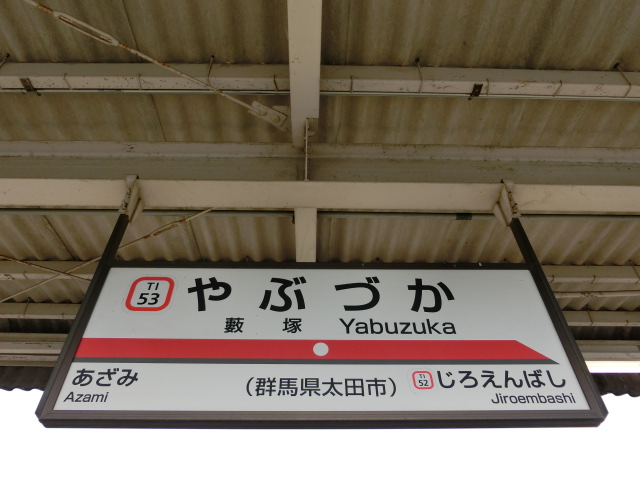 TI
53
やぶづか
藪塚 Yabuzuka
あざみ
Azami
(群馬県太田市)
TI
52
じろえんばし
Jiroembashi